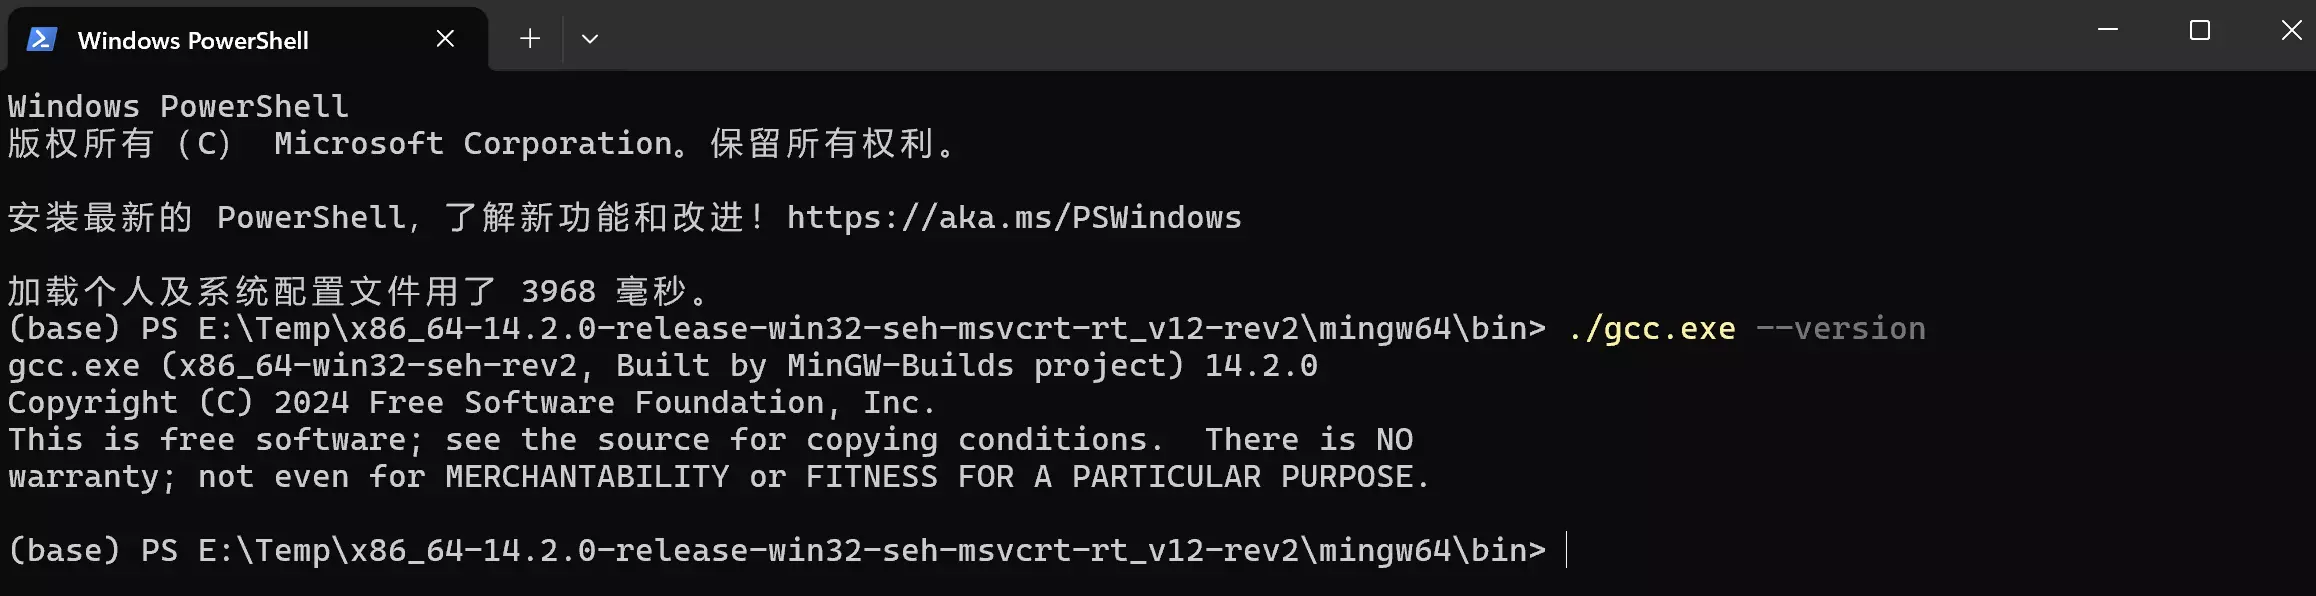 Windows PowerShell
Windows PowerShell
版权所有（C） Microsoft Corporation。保留所有权利。
安装最新的 PowerShell，了解新功能和改进！https://aka.ms/PSWindows
加载个人及系统配置文件用了 3968 毫秒。
(base) PS E:\Temp\x86_64-14.2.0-release-win32-seh-msvcrt-rt_v12-rev2\mingw64\bin> ./gcc.exe --version
gcc.exe (x86_64-win32-seh-rev2, Built by MinGW-Builds project) 14.2.0
Copyright (C) 2024 Free Software Foundation, Inc.
This is free software; see the source for copying conditions.  There is NO
warranty; not even for MERCHANTABILITY or FITNESS FOR A PARTICULAR PURPOSE.
(base) PS E:\Temp\x86_64-14.2.0-release-win32-seh-msvcrt-rt_v12-rev2\mingw64\bin>